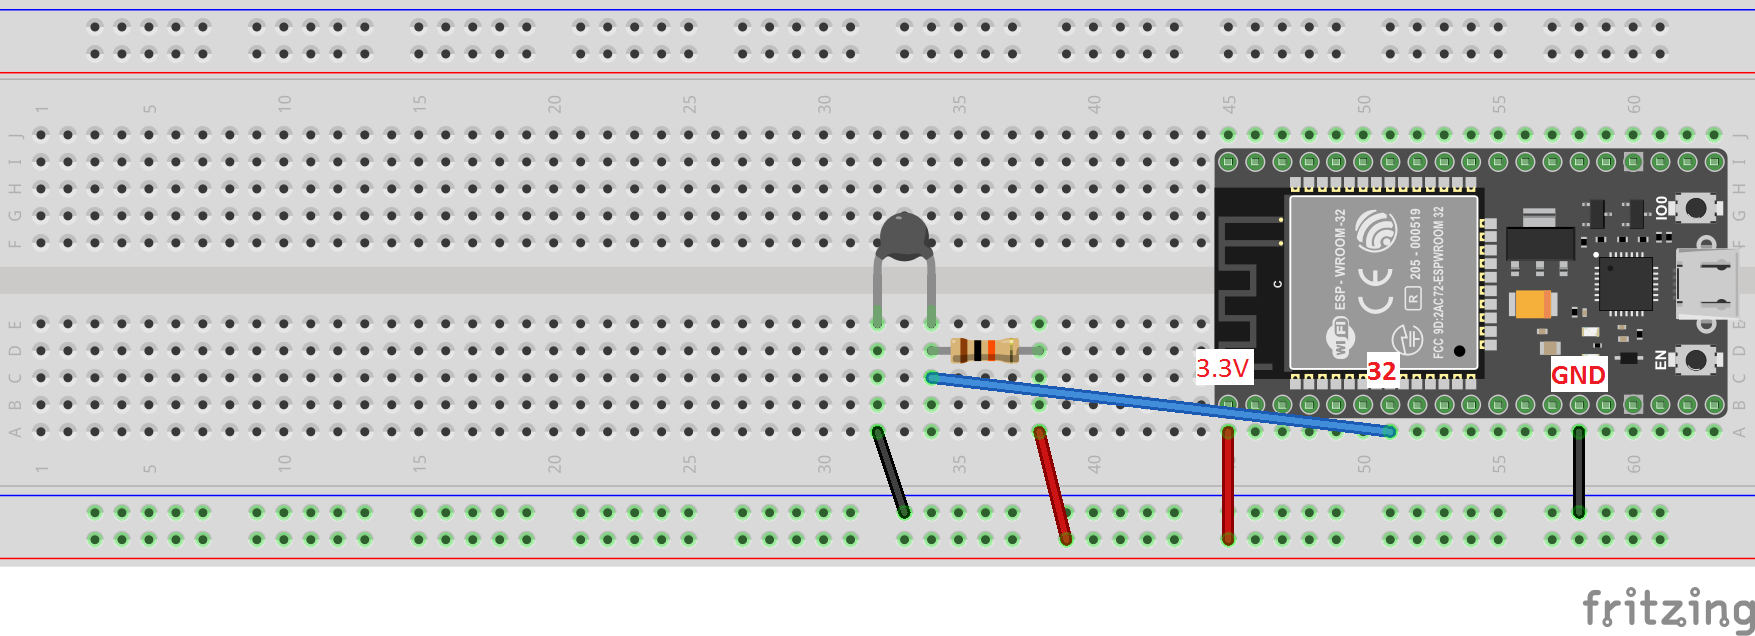 1 5 10 15 20 25 30 35 40 45 50 55 60
J
I
H
G
F
E
D
C
B
A
J
I
H
G
F
E
D
C
B
A
WiFi ESP-WROOM-32
CE
R 205-000519
FCC 9D:2AC72-ESPWROOM 32
C
IO0
EN
3.3V
32
GND
1 5 10 15 20 25 30 35 40 50 55 60
fritzing